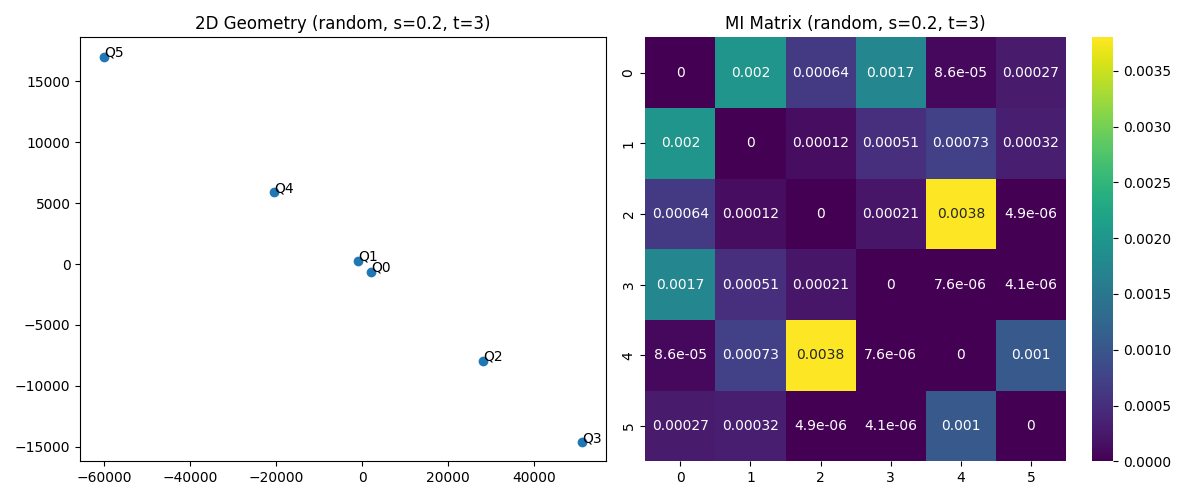 2D Geometry (random, s=0.2, t=3)
Q5
Q4
Q1
Q0
Q2
Q3
15000
10000
5000
0
−5000
−10000
−15000
−60000 −40000 −20000 0 20000 40000
MI Matrix (random, s=0.2, t=3)
0 0 0.002 0.00064 0.0017 8.6e-05 0.00027
1 0.002 0 0.00012 0.00051 0.00073 0.00032
2 0.00064 0.00012 0 0.00021 0.0038 4.9e-06
3 0.0017 0.00051 0.00021 0 7.6e-06 4.1e-06
4 8.6e-05 0.00073 0.0038 7.6e-06 0 0.001
5 0.00027 0.00032 4.9e-06 4.1e-06 0.001 0
0 1 2 3 4 5
0.0035
0.0030
0.0025
0.0020
0.0015
0.0010
0.0005
0.0000